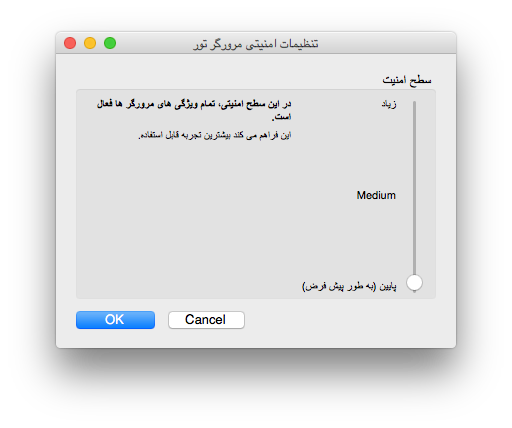 تنظیمات امنیتی مرورگر تور
سطح امنیت
زیاد
در این سطح امنیتی، تمام ویژگی های مرورگر ها فعال
است.
این فراهم می کند بیشترین تجربه قابل استفاده.
Medium
پایین (به طور پیش فرض)
OK
Cancel